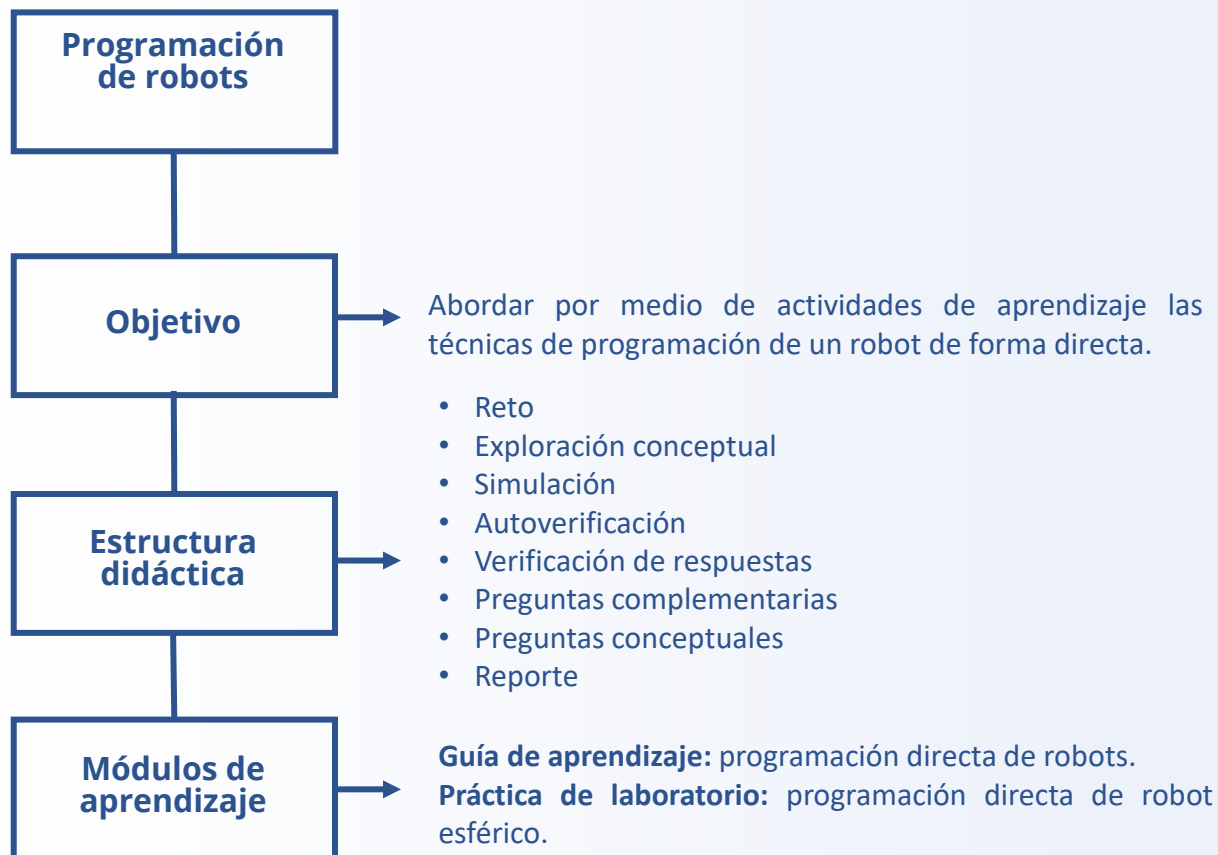 Programación
de robots
Objetivo
Abordar por medio de actividades de aprendizaje las
técnicas de programación de un robot de forma directa.
Estructura
didáctica
• Reto
• Exploración conceptual
• Simulación
• Autoverificación
• Verificación de respuestas
• Preguntas complementarias
• Preguntas conceptuales
• Reporte
Módulos de
aprendizaje
Guía de aprendizaje: programación directa de robots.
Práctica de laboratorio: programación directa de robot
esférico.